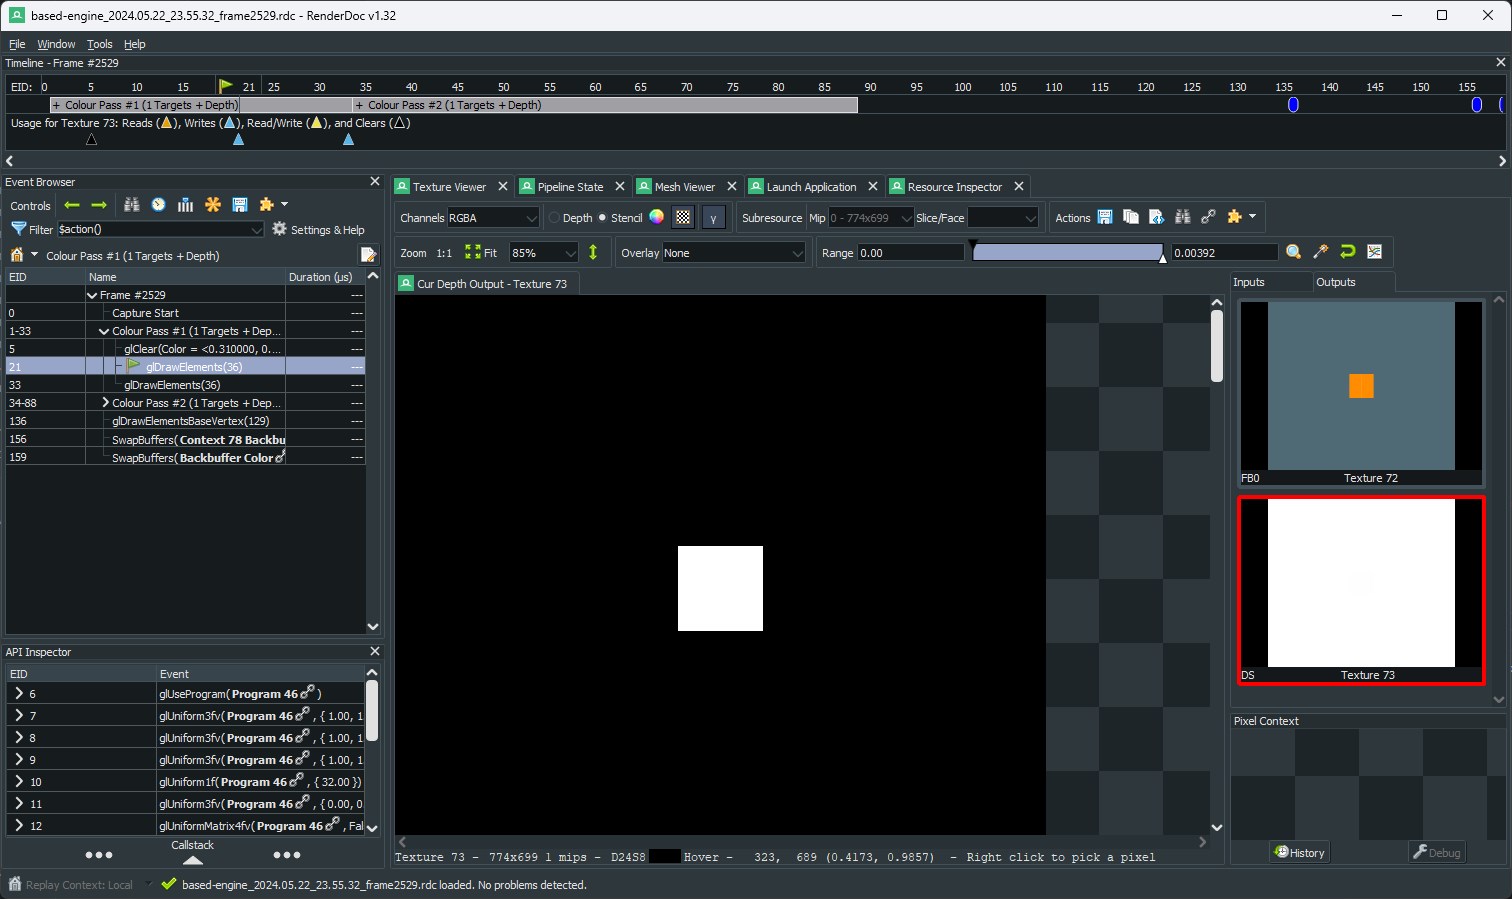 based-engine_2024.05.22_23.55.32_frame2529.rdc - RenderDoc v1.32
File Window Tools Help
Timeline - Frame #2529
EID: 0 5 10 15 21 25 30 35 40 45 50 55 60 65 70 75 80 85 90 95 100 105 110 115 120 125 130 135 140 145 150 155
+ Colour Pass #1 (1 Targets + Depth) + Colour Pass #2 (1 Targets + Depth)
Usage for Texture 73: Reads ( ), Writes ( ), Read/Write ( ), and Clears ( )
Event Browser
Controls
Filter $action() Settings & Help
Colour Pass #1 (1 Targets + Depth)
EID Name Duration (µs)
Frame #2529 ---
0 Capture Start ---
1-33 Colour Pass #1 (1 Targets + Dep... ---
5 glClear(Color = <0.310000, 0.... ---
21 glDrawElements(36) ---
33 glDrawElements(36) ---
34-88 Colour Pass #2 (1 Targets + Dep... ---
136 glDrawElementsBaseVertex(129) ---
156 SwapBuffers(Context 78 Backbu ---
159 SwapBuffers(Backbuffer Color ---
API Inspector
EID Event
6 glUseProgram(Program 46 )
7 glUniform3fv(Program 46 , { 1.00, 1
8 glUniform3fv(Program 46 , { 1.00, 1
9 glUniform3fv(Program 46 , { 1.00, 1
10 glUniform1f(Program 46 , { 32.00 })
11 glUniform3fv(Program 46 , { 0.00, 0
12 glUniformMatrix4fv(Program 46 , Fal
Callstack
Texture Viewer Pipeline State Mesh Viewer Launch Application Resource Inspector
Channels RGBA Depth Stencil γ Subresource Mip 0 - 774x699 Slice/Face Actions
Zoom 1:1 Fit 85% Overlay None Range 0.00 0.00392
Cur Depth Output - Texture 73
Inputs Outputs
FB0 Texture 72
DS Texture 73
Pixel Context
History Debug
Texture 73 - 774x699 1 mips - D24S8 Hover - 323, 689 (0.4173, 0.9857) - Right click to pick a pixel
Replay Context: Local based-engine_2024.05.22_23.55.32_frame2529.rdc loaded. No problems detected.